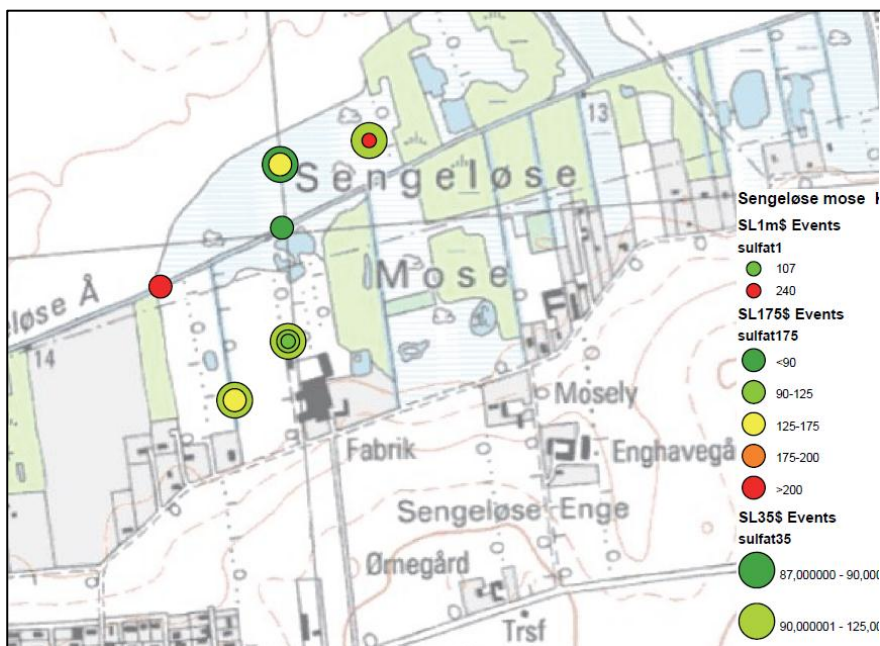 13
Sengeløse
Mose
eløse Å
14
Mosely
Fabrik
Enghavegå
Sengeløse Enge
Ørnegård
Trsf
Sengeløse mose
SL1m$ Events
sulfat1
107
240
SL175$ Events
sulfat175
<90
90-125
125-175
175-200
>200
SL35$ Events
sulfat35
87,000000 - 90,000
90,000001 - 125,00